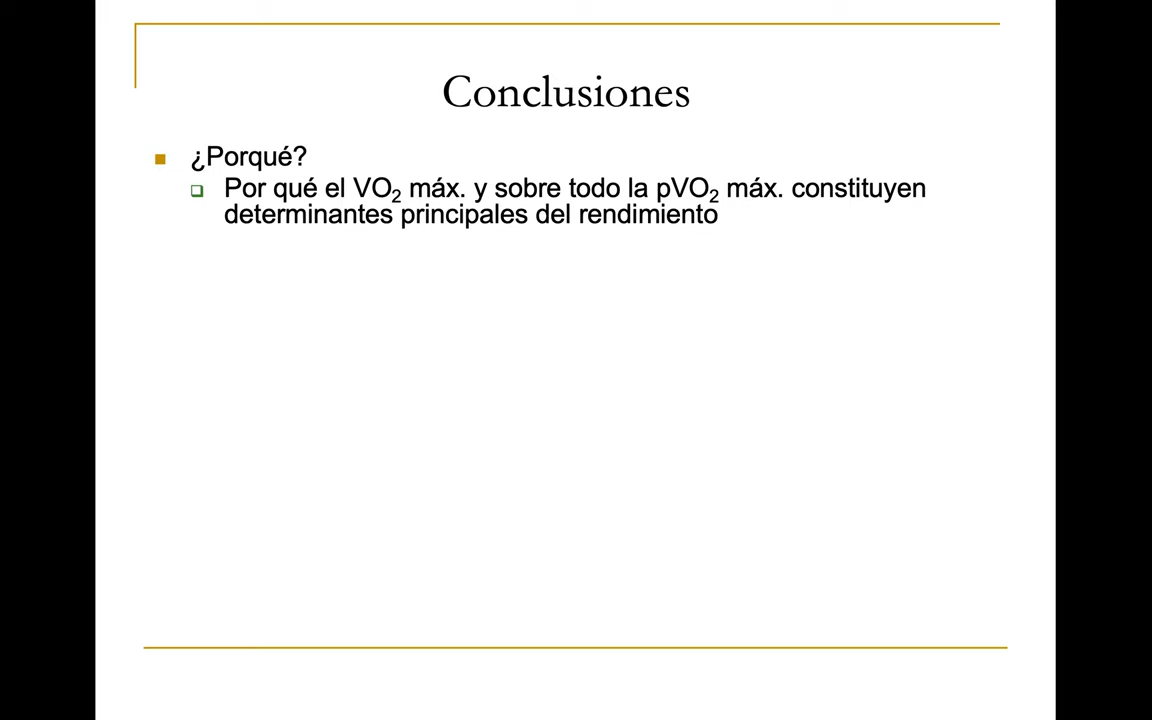 Conclusiones
¿Porqué?
Por qué el VO₂ máx. y sobre todo la pVO₂ máx. constituyen
determinantes principales del rendimiento